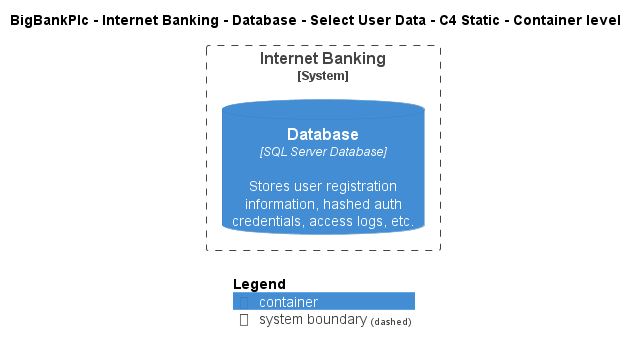 BigBankPlc - Internet Banking - Database - Select User Data - C4 Static - Container level
Internet Banking
[System]
Database
[SQL Server Database]
Stores user registration
information, hashed auth
credentials, access logs, etc.
Legend
container
system boundary (dashed)